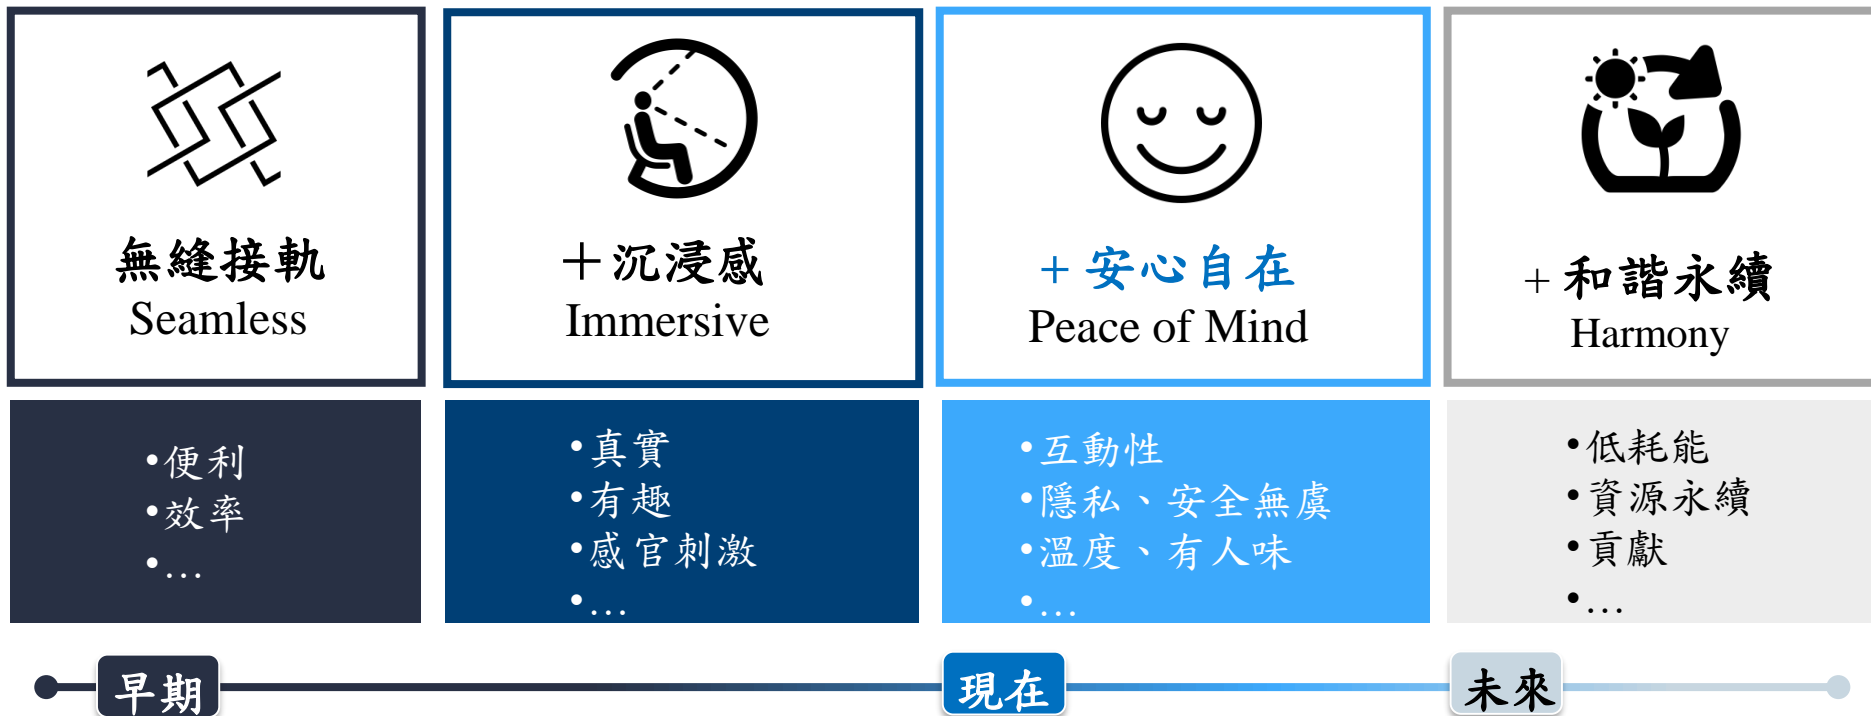 無縫接軌
Seamless
＋沉浸感
Immersive
+ 安心自在
Peace of Mind
+ 和諧永續
Harmony
•便利
•效率
•…
•真實
•有趣
•感官刺激
•…
•互動性
•隱私、安全無虞
•溫度、有人味
•…
•低耗能
•資源永續
•貢獻
•…
早期
現在
未來